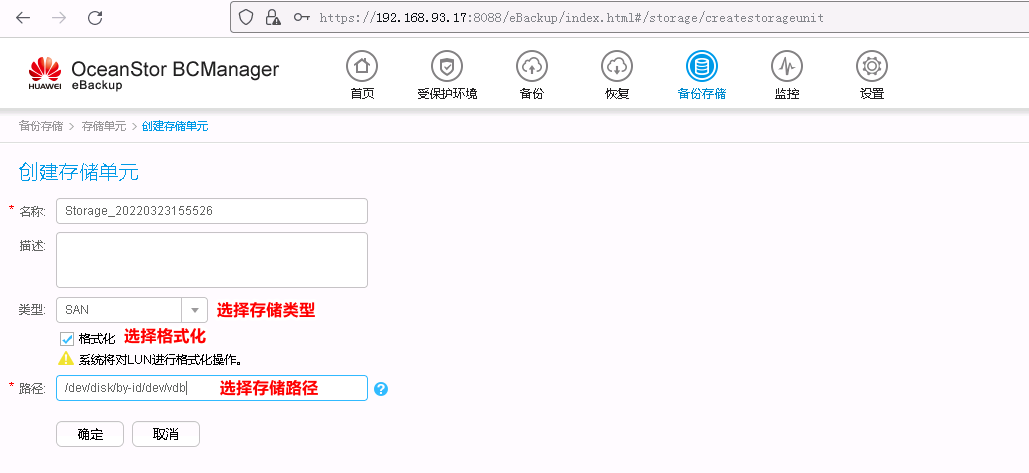 https://192.168.93.17:8088/eBackup/index.html#/storage/createstorageunit
HUAWEI
OceanStor BCManager
eBackup
首页
受保护环境
备份
恢复
备份存储
监控
设置
备份存储 > 存储单元 > 创建存储单元
创建存储单元
* 名称: Storage_20220323155526
描述:
类型: SAN 选择存储类型
格式化 选择格式化
系统将对LUN进行格式化操作。
* 路径: /dev/disk/by-id/dev/vdb 选择存储路径 ?
确定 取消